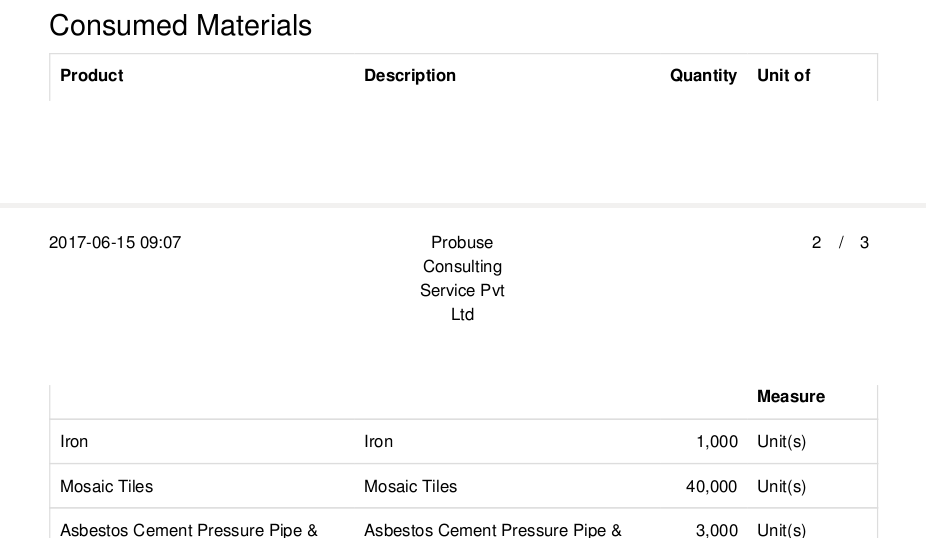 Consumed Materials
Product Description Quantity Unit of
2017-06-15 09:07 Probuse 2 / 3
Consulting
Service Pvt
Ltd
Measure
Iron Iron 1,000 Unit(s)
Mosaic Tiles Mosaic Tiles 40,000 Unit(s)
Asbestos Cement Pressure Pipe & Asbestos Cement Pressure Pipe & 3,000 Unit(s)